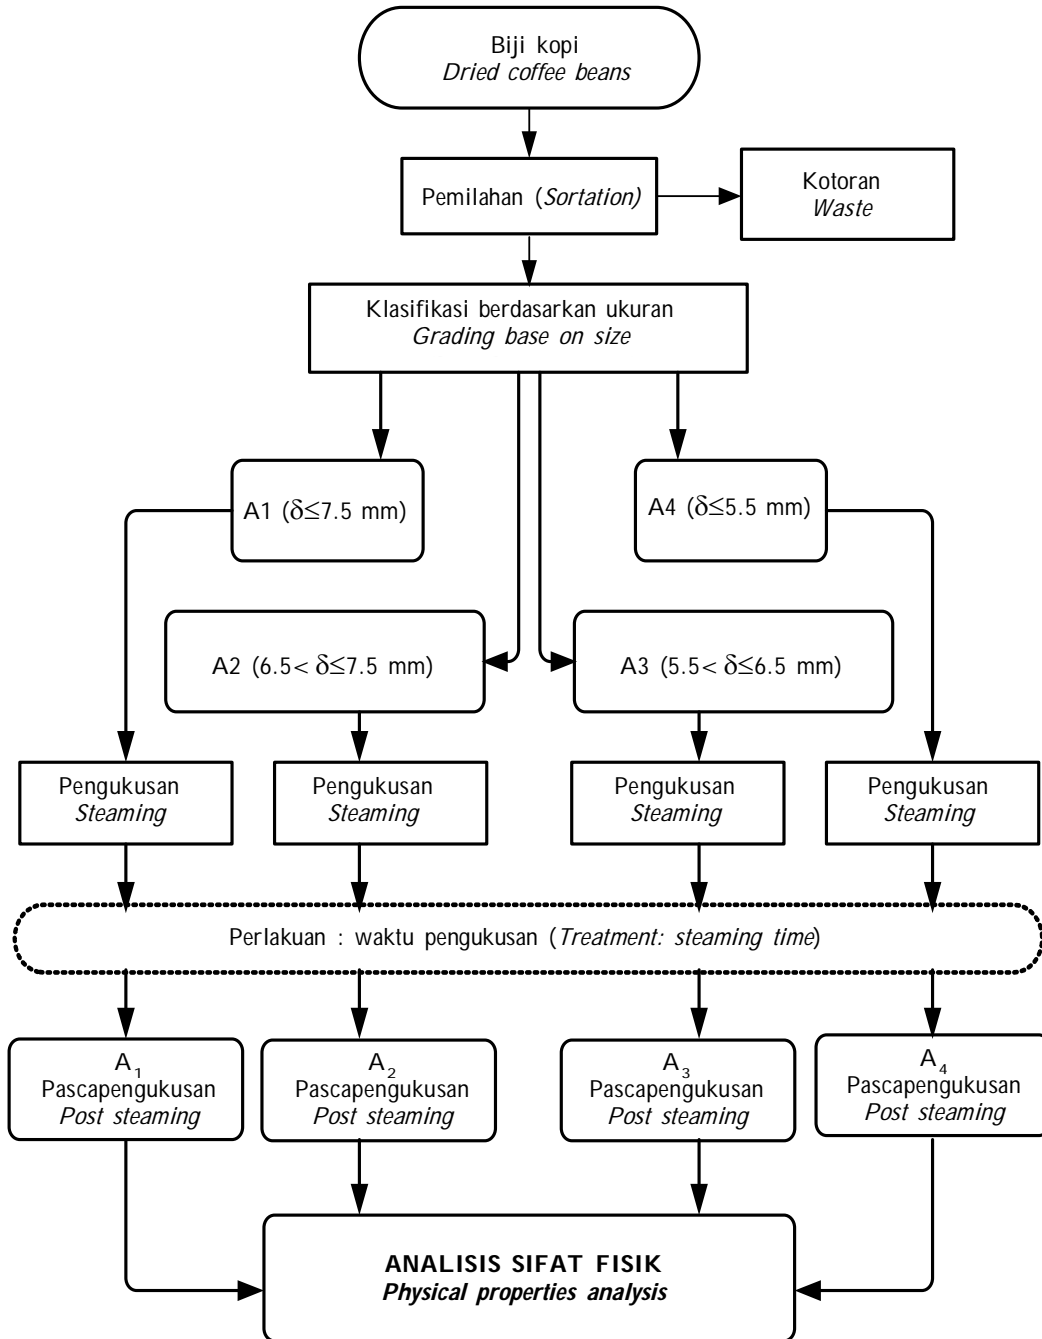 Biji kopi
Dried coffee beans
Pemilahan (Sortation)
Kotoran
Waste
Klasifikasi berdasarkan ukuran
Grading base on size
A1 (δ≤7.5 mm)
A4 (δ≤5.5 mm)
A2 (6.5< δ≤7.5 mm)
A3 (5.5< δ≤6.5 mm)
Pengukusan
Steaming
Pengukusan
Steaming
Pengukusan
Steaming
Pengukusan
Steaming
Perlakuan : waktu pengukusan (Treatment: steaming time)
A₁
Pascapengukusan
Post steaming
A₂
Pascapengukusan
Post steaming
A₃
Pascapengukusan
Post steaming
A₄
Pascapengukusan
Post steaming
ANALISIS SIFAT FISIK
Physical properties analysis